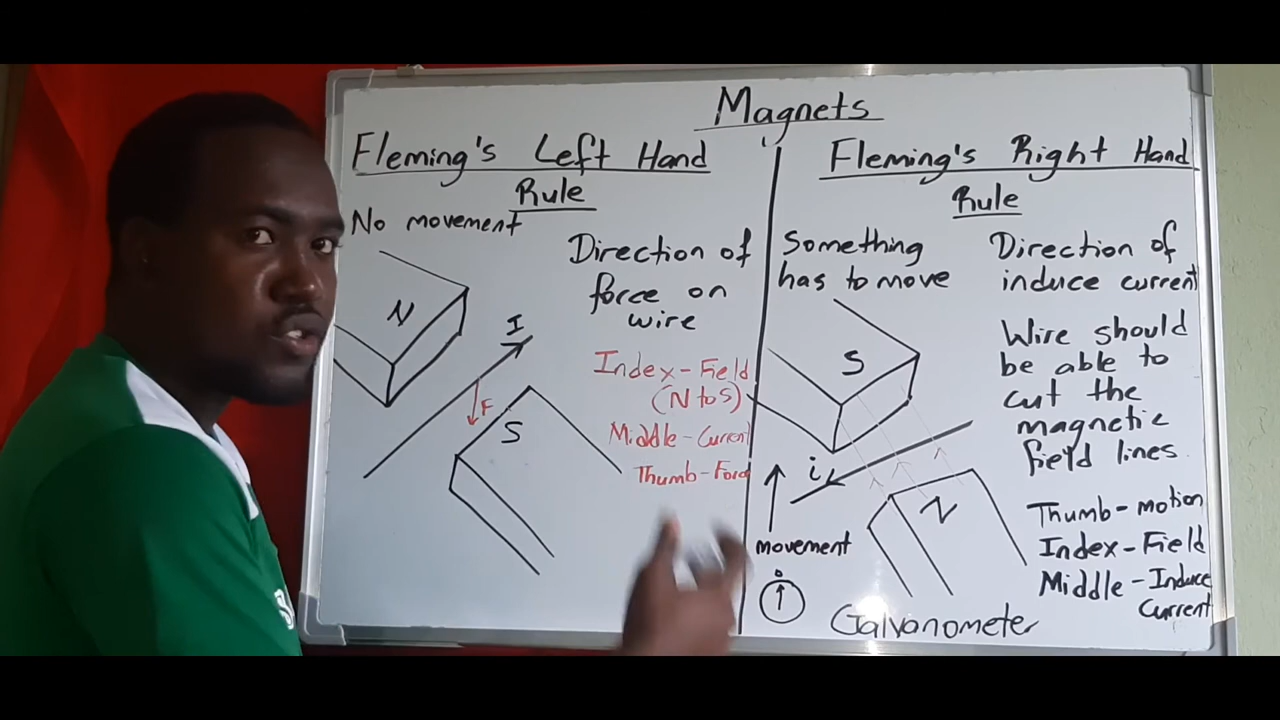 Magnets
Fleming's Left Hand
Rule
No movement
Direction of
force on
wire
N
I
F
S
Index-Field
(N to S)
Middle-Current
Thumb-Force
Fleming's Right Hand
Rule
Something
has to move
Direction of
induce current
S
Wire should
be able to
cut the
magnetic
field lines.
i
N
movement
0
Galvanometer
Thumb-motion
Index-Field
Middle-Induce
Current